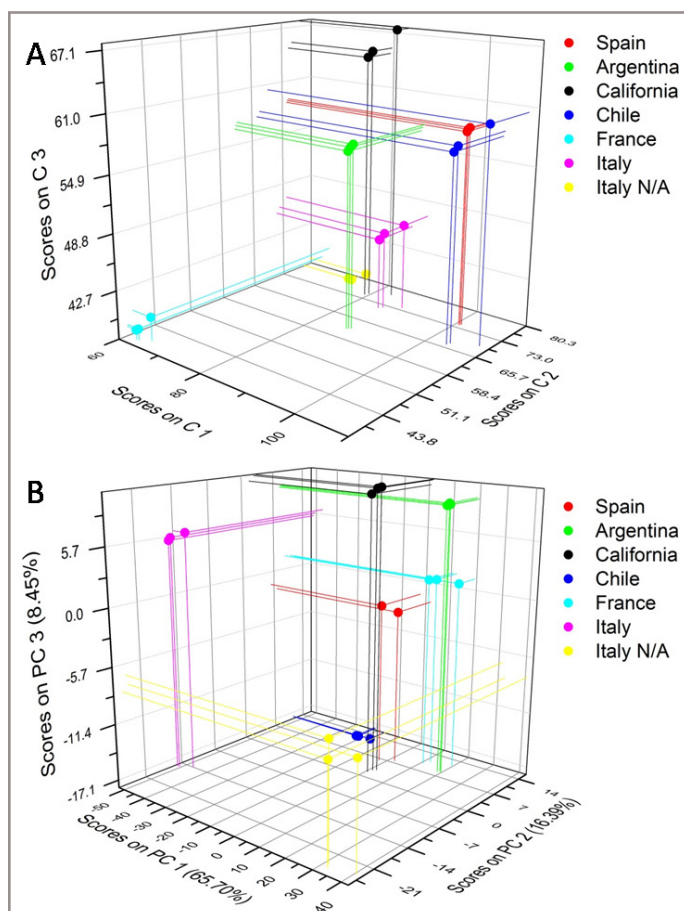 A
67.1
61.0
54.9
48.8
42.7
Scores on C 3
60
80
100
Scores on C 1
43.8
51.1
58.4
65.7
73.0
80.3
Scores on C 2
Spain
Argentina
California
Chile
France
Italy
Italy N/A
B
5.7
0.0
-5.7
-11.4
-17.1
Scores on PC 3 (8.45%)
-50
-40
-30
-20
-10
0
10
20
30
40
Scores on PC 1 (65.70%)
-21
-14
-7
0
7
14
Scores on PC 2 (16.39%)
Spain
Argentina
California
Chile
France
Italy
Italy N/A